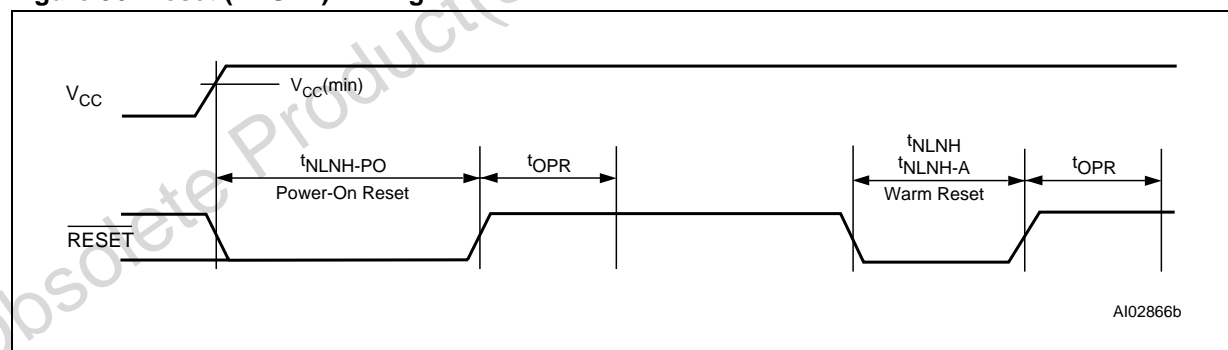 VCC
VCC(min)
tNLNH-PO
Power-On Reset
tOPR
tNLNH
tNLNH-A
Warm Reset
tOPR
RESET
AI02866b
Obsolete Product(